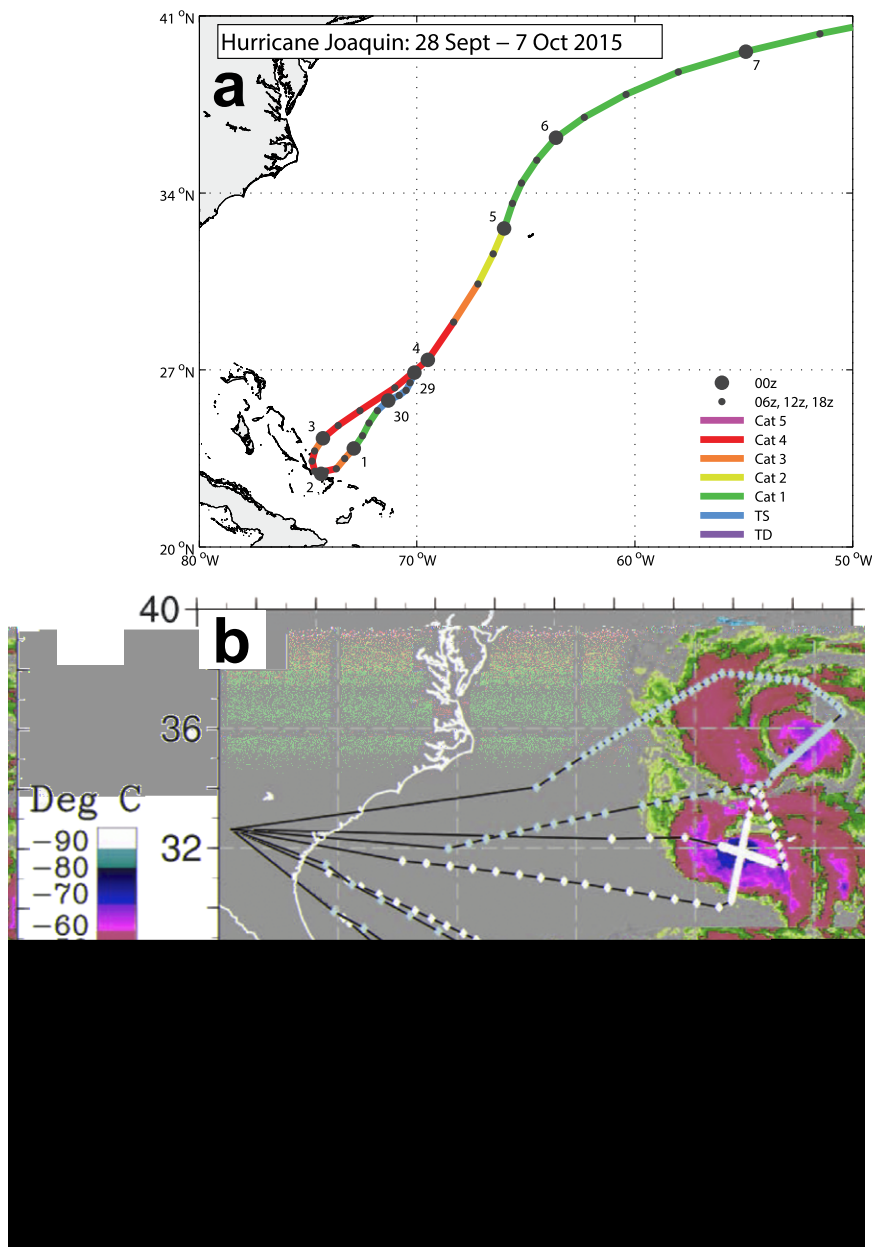 41 °N
Hurricane Joaquin: 28 Sept − 7 Oct 2015
a
7
6
34 °N
5
4
27 °N
29
30
3
1
2
00z
06z, 12z, 18z
Cat 5
Cat 4
Cat 3
Cat 2
Cat 1
TS
TD
20 °N
80 °W
70 °W
60 °W
50 °W
40
b
36
Deg C
−90
−80
−70
−60
32